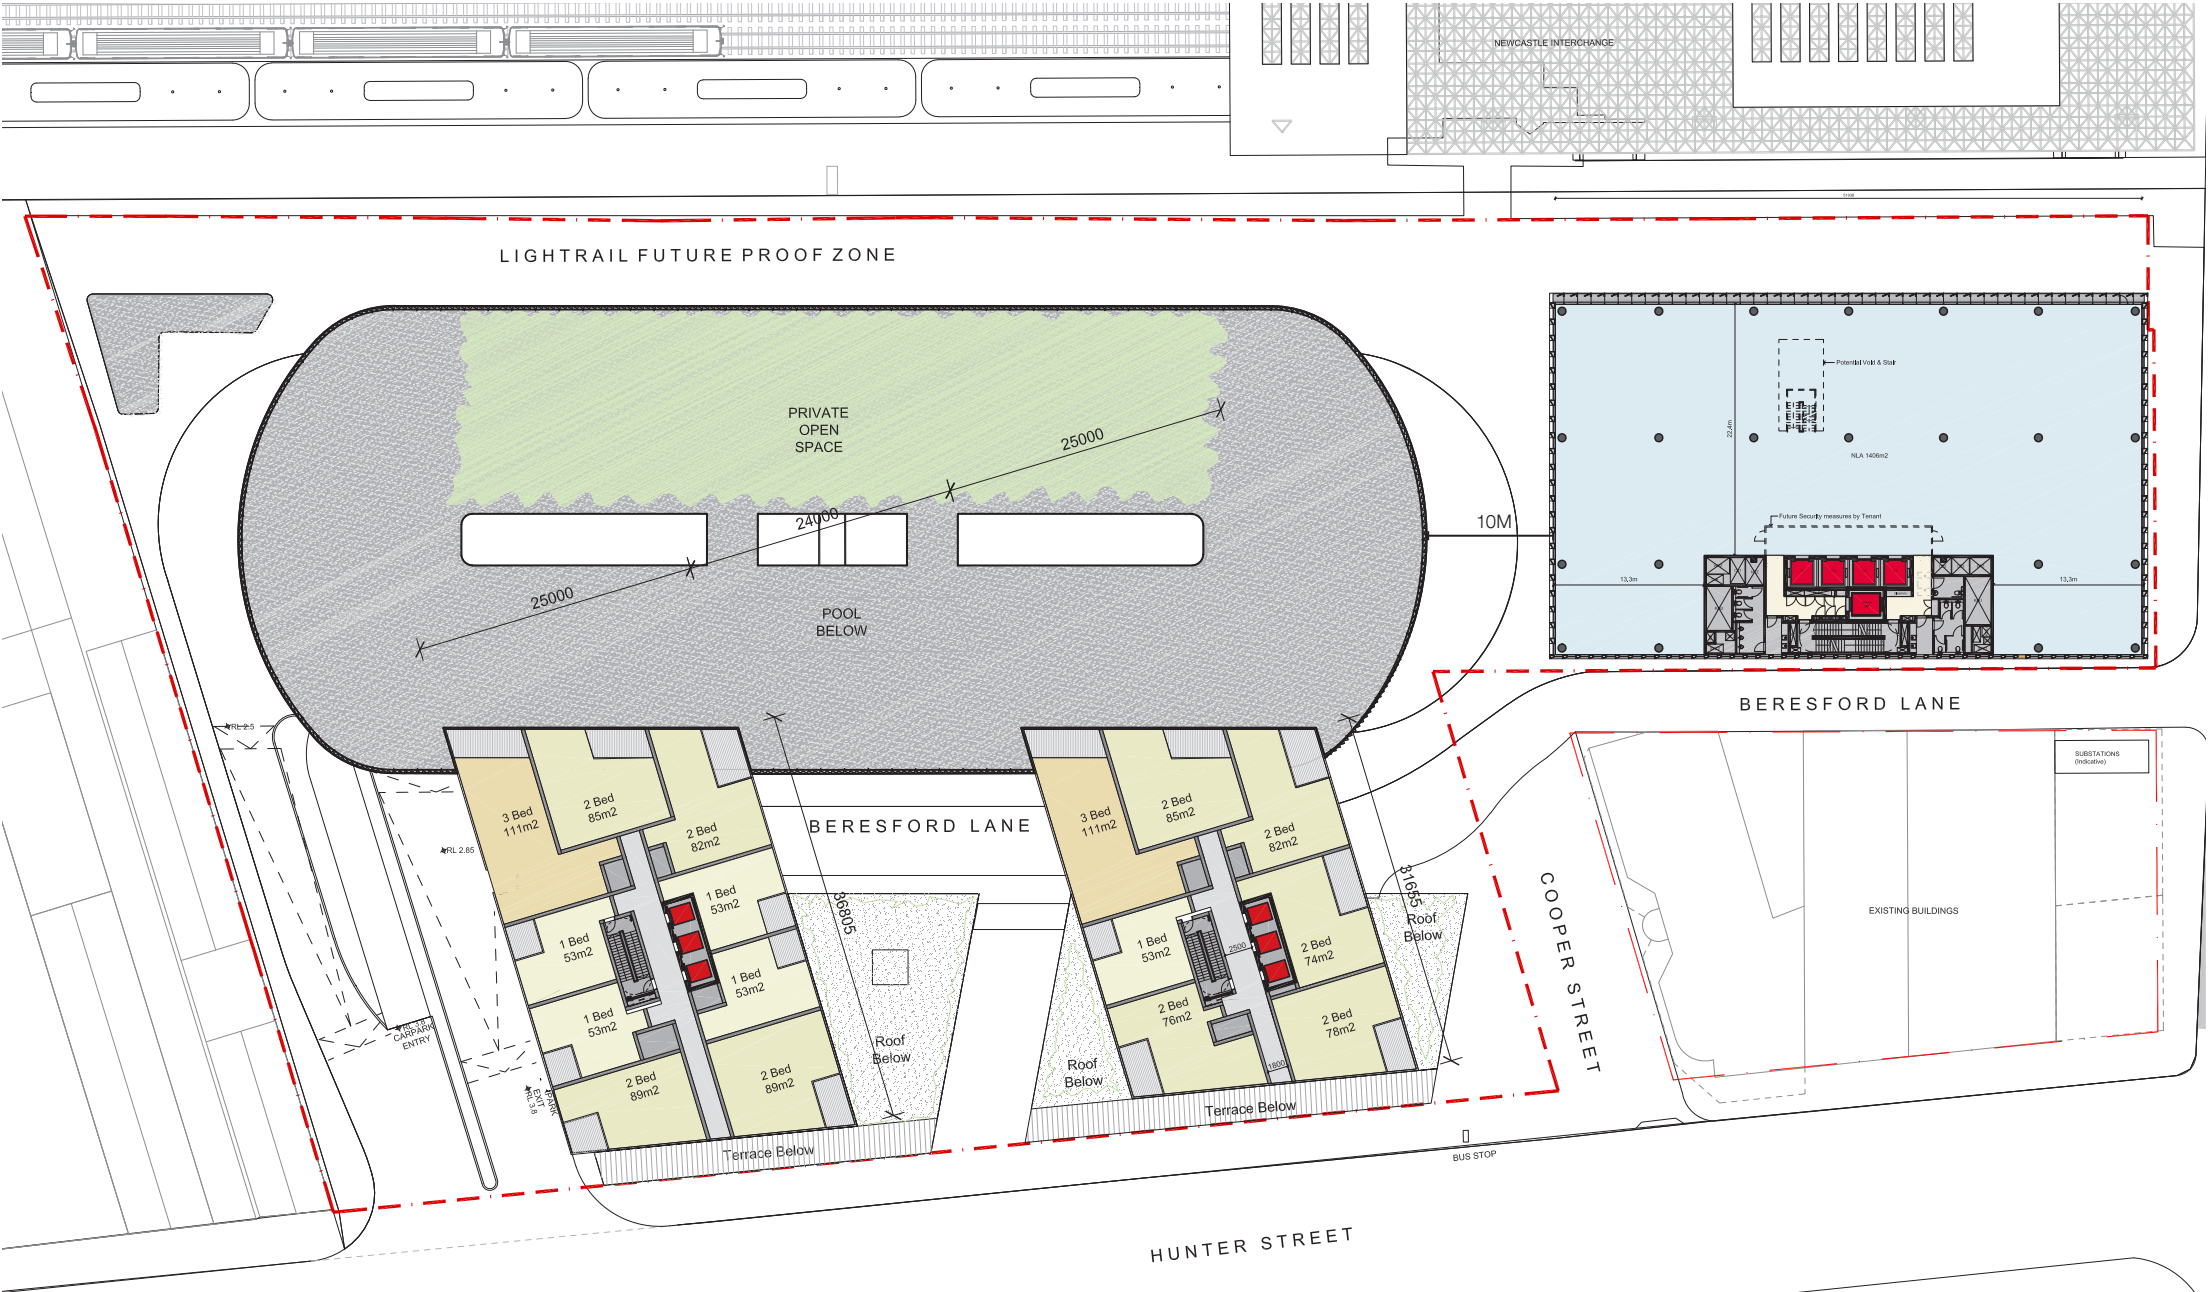 NEWCASTLE INTERCHANGE
51900
LIGHTRAIL FUTURE PROOF ZONE
Potential Void & Stair
PRIVATE
OPEN
SPACE
25000
22,4m
NLA 1406m2
24000
10M
Future Security measures by Tenant
25000
13,3m
13,3m
POOL
BELOW
BERESFORD LANE
RL 2.5
SUBSTATIONS
(Indicative)
3 Bed
111m2
2 Bed
85m2
2 Bed
82m2
BERESFORD LANE
3 Bed
111m2
2 Bed
85m2
2 Bed
82m2
RL 2.85
1 Bed
53m2
36805
31655
COOPER STREET
EXISTING BUILDINGS
Roof
Below
1 Bed
53m2
1 Bed
53m2
1 Bed
53m2
2500
2 Bed
74m2
1 Bed
53m2
2 Bed
76m2
2 Bed
78m2
RL 3.8
CARPARK
ENTRY
Roof
Below
Roof
Below
1800
2 Bed
89m2
2 Bed
89m2
EXIT
RL 3.8
Terrace Below
Terrace Below
BUS STOP
HUNTER STREET